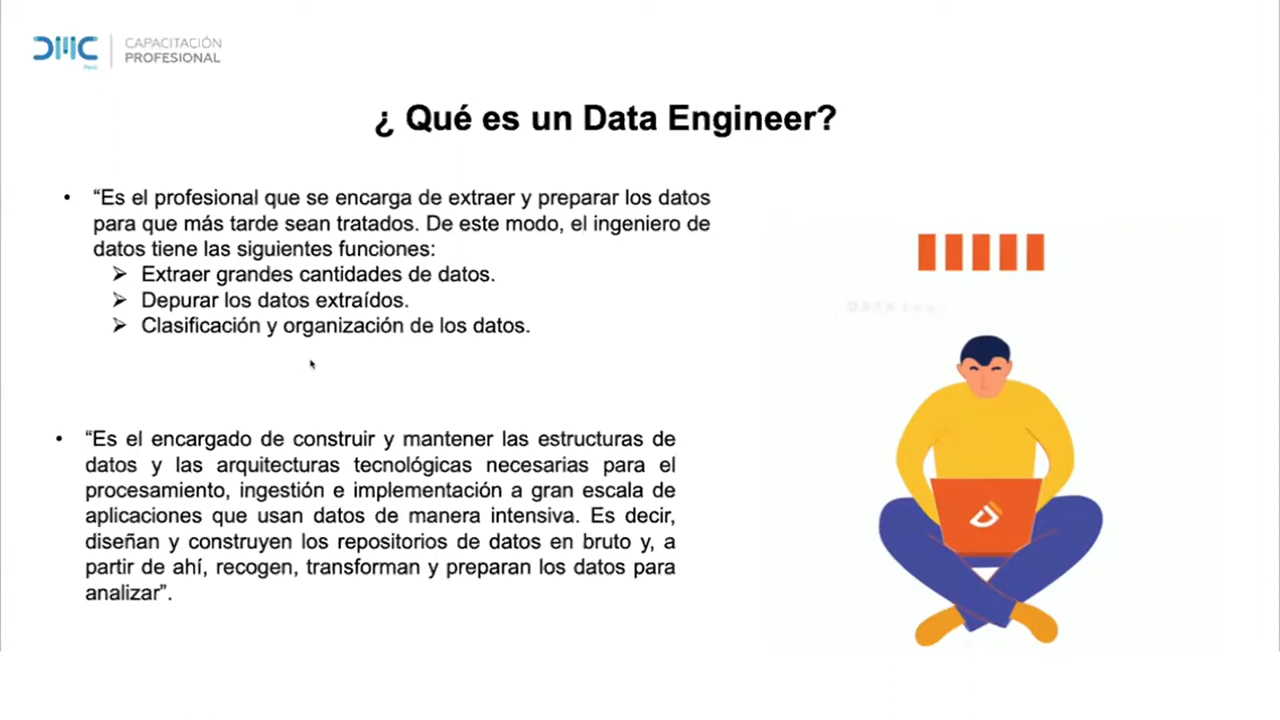 DMC
Perú
CAPACITACIÓN
PROFESIONAL
¿ Qué es un Data Engineer?
• “Es el profesional que se encarga de extraer y preparar los datos
para que más tarde sean tratados. De este modo, el ingeniero de
datos tiene las siguientes funciones:
➢ Extraer grandes cantidades de datos.
➢ Depurar los datos extraídos.
➢ Clasificación y organización de los datos.
• “Es el encargado de construir y mantener las estructuras de
datos y las arquitecturas tecnológicas necesarias para el
procesamiento, ingestión e implementación a gran escala de
aplicaciones que usan datos de manera intensiva. Es decir,
diseñan y construyen los repositorios de datos en bruto y, a
partir de ahí, recogen, transforman y preparan los datos para
analizar”.